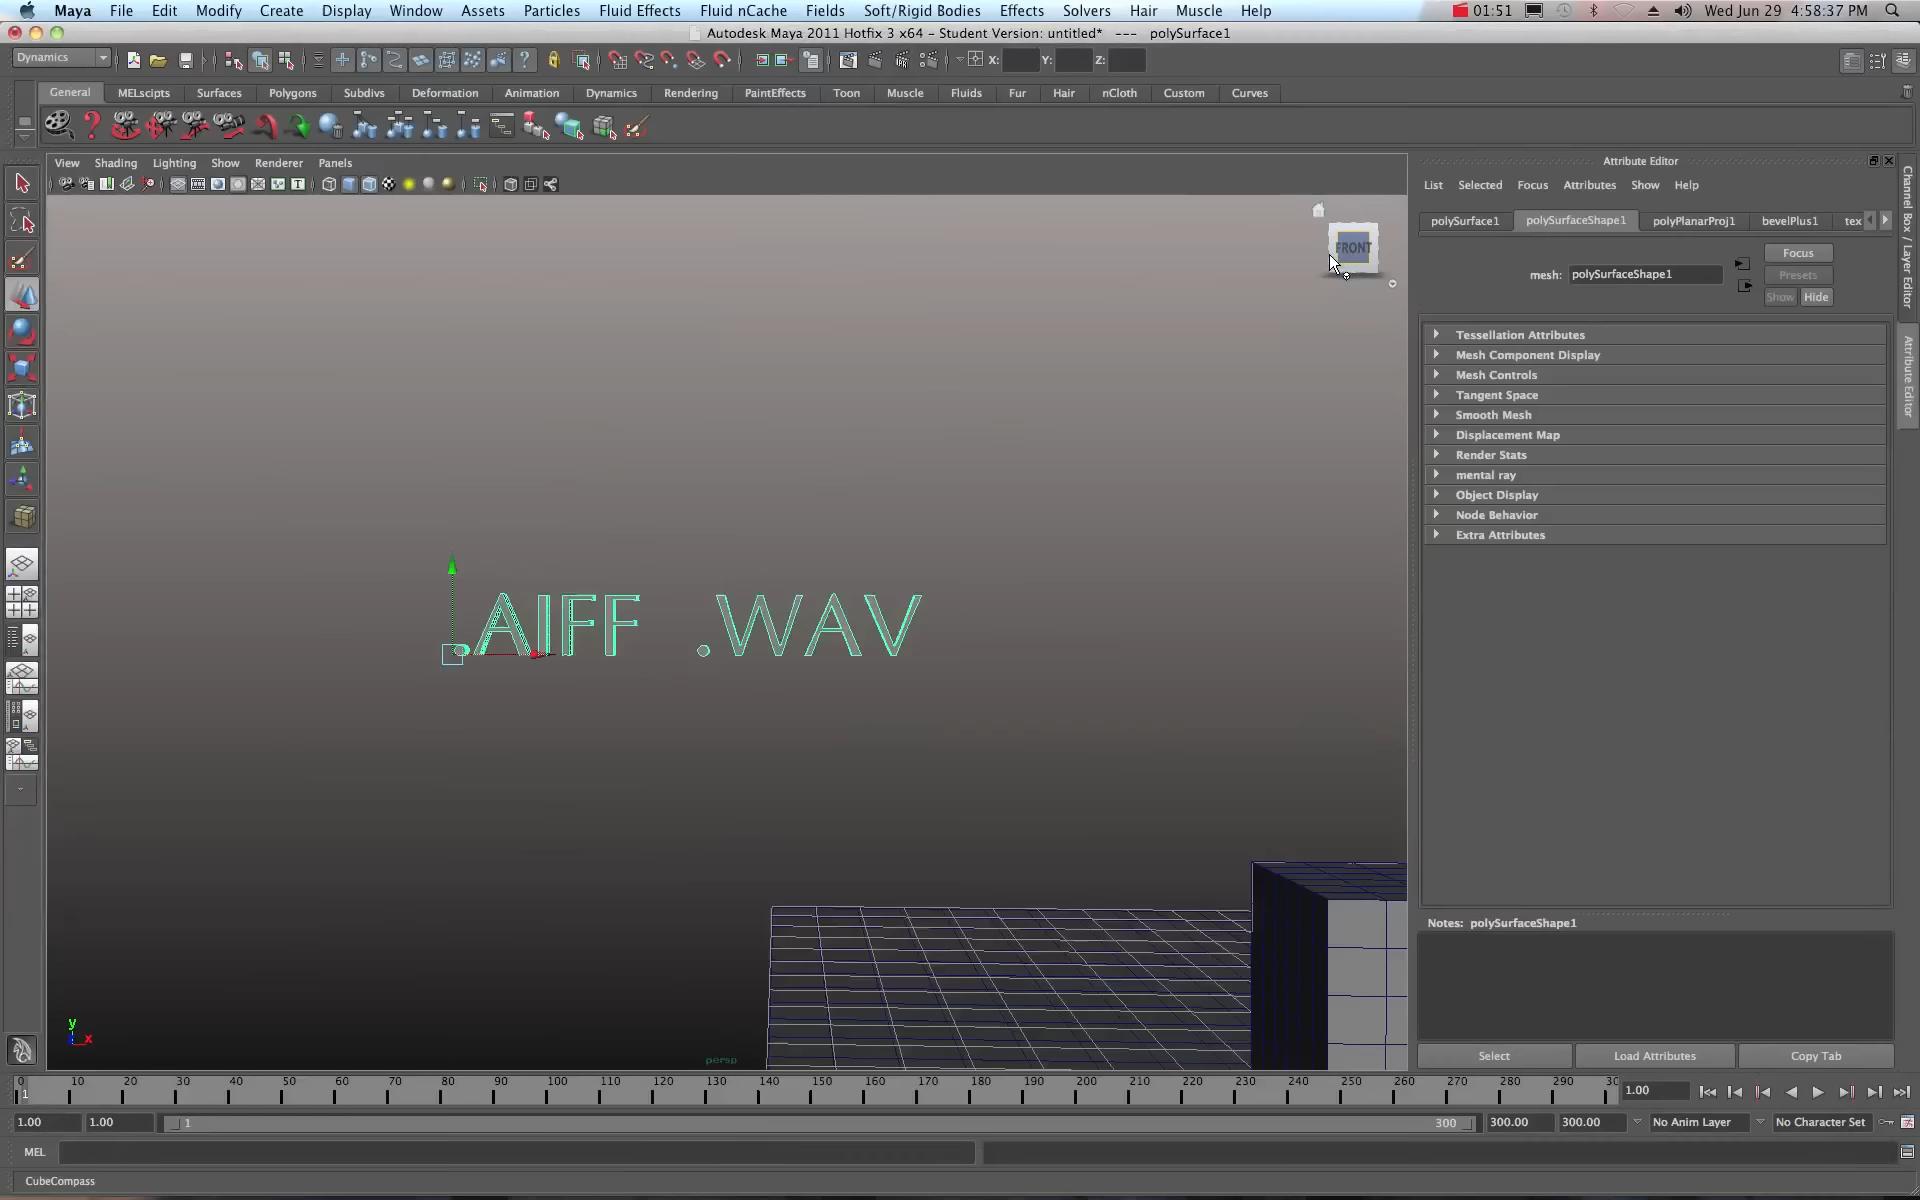 Maya File Edit Modify Create Display Window Assets Particles Fluid Effects Fluid nCache Fields Soft/Rigid Bodies Effects Solvers Hair Muscle Help 01:51 Wed Jun 29 4:58:37 PM
Autodesk Maya 2011 Hotfix 3 x64 - Student Version: untitled* --- polySurface1
Dynamics X: Y: Z:
General MELscipts Surfaces Polygons Subdivs Deformation Animation Dynamics Rendering PaintEffects Toon Muscle Fluids Fur Hair nCloth Custom Curves
View Shading Lighting Show Renderer Panels
FRONT
.AIFF .WAV
y
x
persp
Attribute Editor
List Selected Focus Attributes Show Help
polySurface1 polySurfaceShape1 polyPlanarProj1 bevelPlus1 tex
mesh: polySurfaceShape1
Focus
Presets
Show Hide
Tessellation Attributes
Mesh Component Display
Mesh Controls
Tangent Space
Smooth Mesh
Displacement Map
Render Stats
mental ray
Object Display
Node Behavior
Extra Attributes
Notes: polySurfaceShape1
Select Load Attributes Copy Tab
Channel Box / Layer Editor
Attribute Editor
0 10 20 30 40 50 60 70 80 90 100 110 120 130 140 150 160 170 180 190 200 210 220 230 240 250 260 270 280 290 30
1 1.00
1.00 1.00 1 300 300.00 300.00 No Anim Layer No Character Set
MEL
CubeCompass